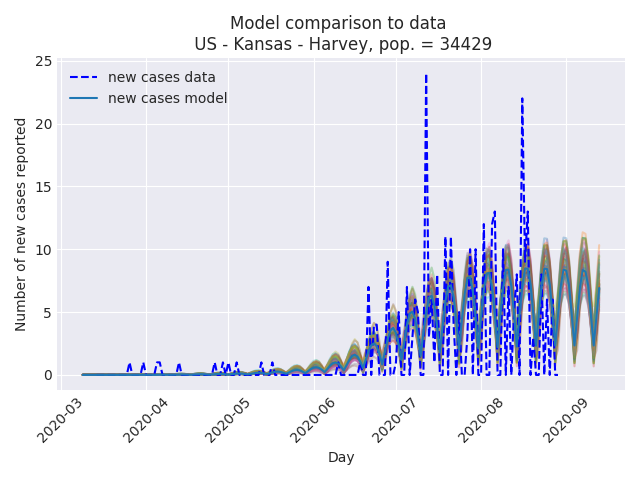 Model comparison to data
US - Kansas - Harvey, pop. = 34429
new cases data
new cases model
Number of new cases reported
25
20
15
10
5
0
2020-03
2020-04
2020-05
2020-06
2020-07
2020-08
2020-09
Day